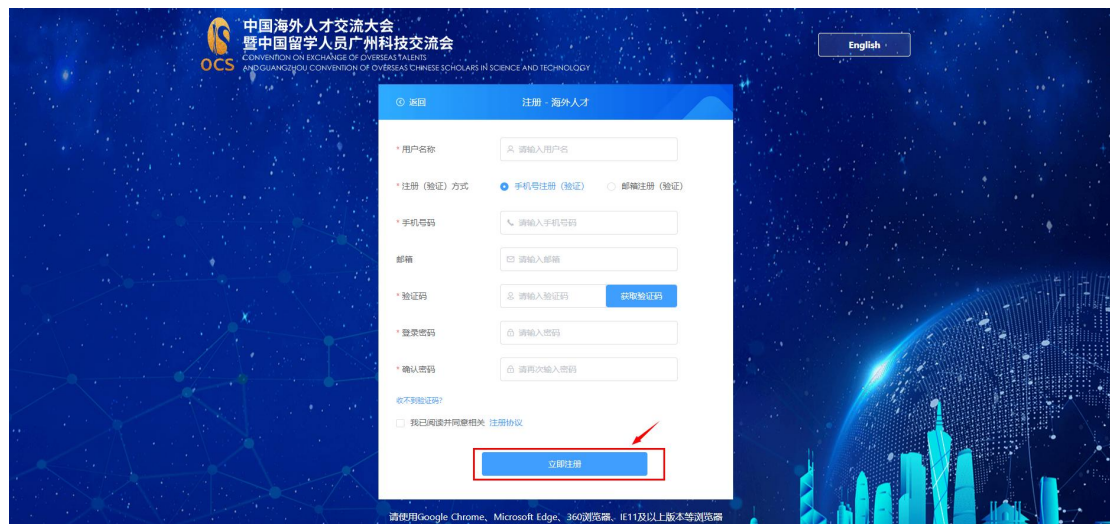 中国海外人才交流大会
暨中国留学人员广州科技交流会
CONVENTION ON EXCHANGE OF OVERSEAS TALENTS
AND GUANGZHOU CONVENTION OF OVERSEAS CHINESE SCHOLARS IN SCIENCE AND TECHNOLOGY
OCS
English
返回
注册 - 海外人才
* 用户名称 请输入用户名
* 注册（验证）方式 手机号注册（验证） 邮箱注册（验证）
* 手机号码 请输入手机号码
邮箱 请输入邮箱
* 验证码 请输入验证码 获取验证码
* 登录密码 请输入密码
* 确认密码 请再次输入密码
收不到验证码?
我已阅读并同意相关 注册协议
立即注册
请使用Google Chrome、Microsoft Edge、360浏览器、IE11及以上版本等浏览器